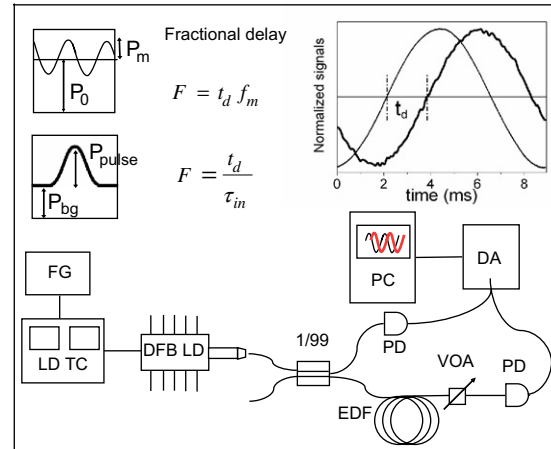 P_m
P_0
Fractional delay
F = t_d f_m
P_pulse
P_bg
F = t_d / τ_in
Normalized signals
t_d
0 2 4 6 8
time (ms)
FG
LD TC
DFB LD
1/99
PC
DA
PD
VOA
PD
EDF